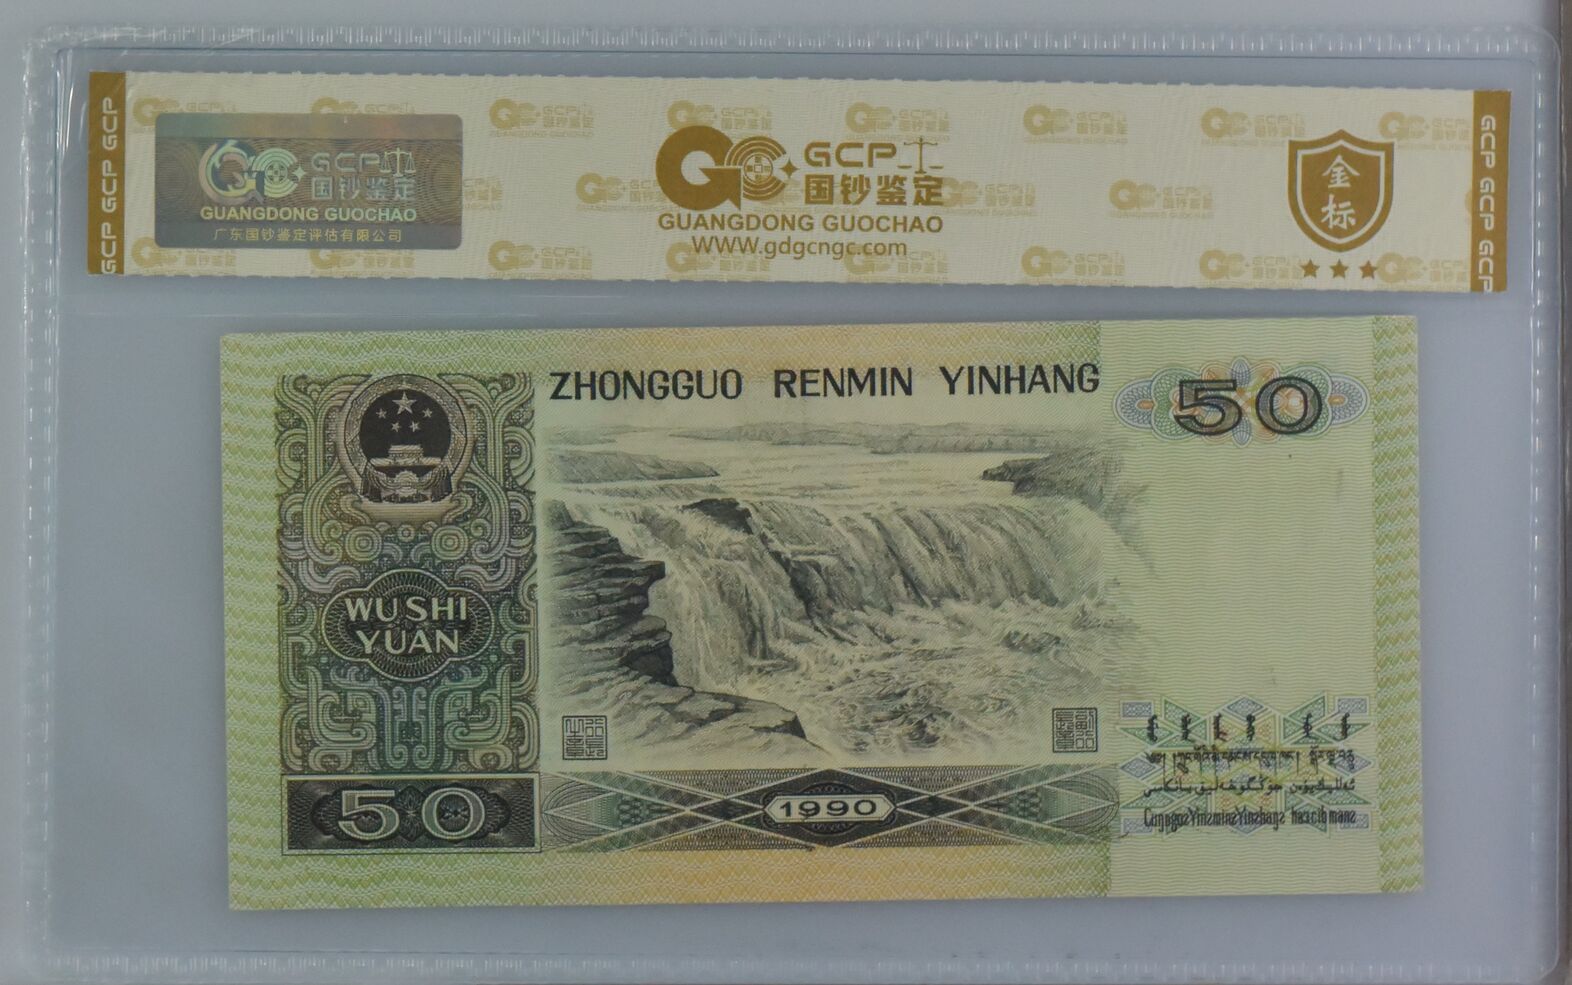 GCP GCP GCP
GCP
国钞鉴定
GUANGDONG GUOCHAO
广东国钞鉴定评估有限公司
GCP
国钞鉴定
GUANGDONG GUOCHAO
WWW.gdgcngc.com
金
标
GCP GCP GCP
ZHONGGUO RENMIN YINHANG
50
WU SHI
YUAN
50
1990